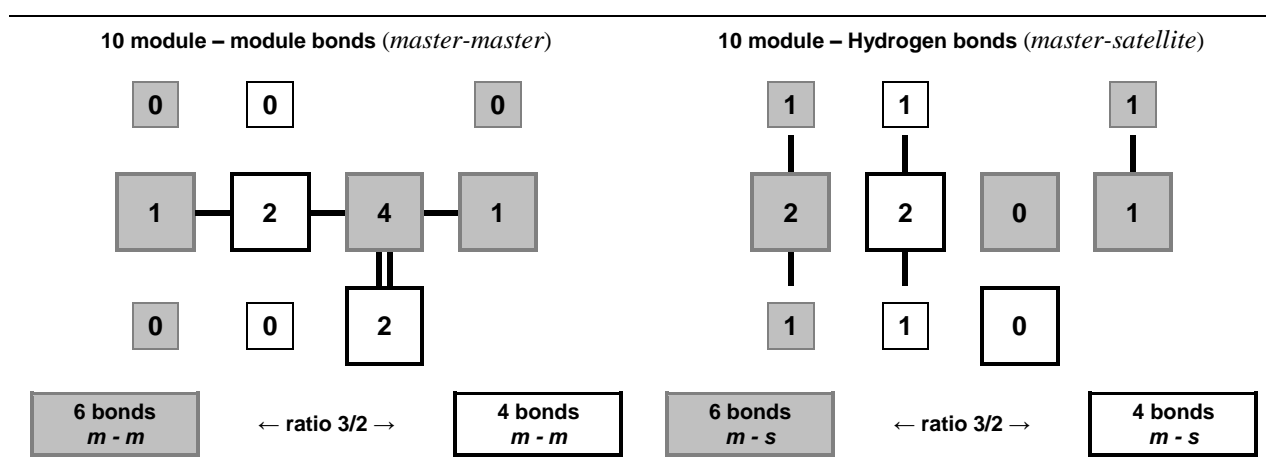 10 module – module bonds (master-master)
0 0 0
1 2 4 1
0 0 2
6 bonds
m - m
← ratio 3/2 →
4 bonds
m - m
10 module – Hydrogen bonds (master-satellite)
1 1 1
2 2 0 1
1 1 0
6 bonds
m - s
← ratio 3/2 →
4 bonds
m - s